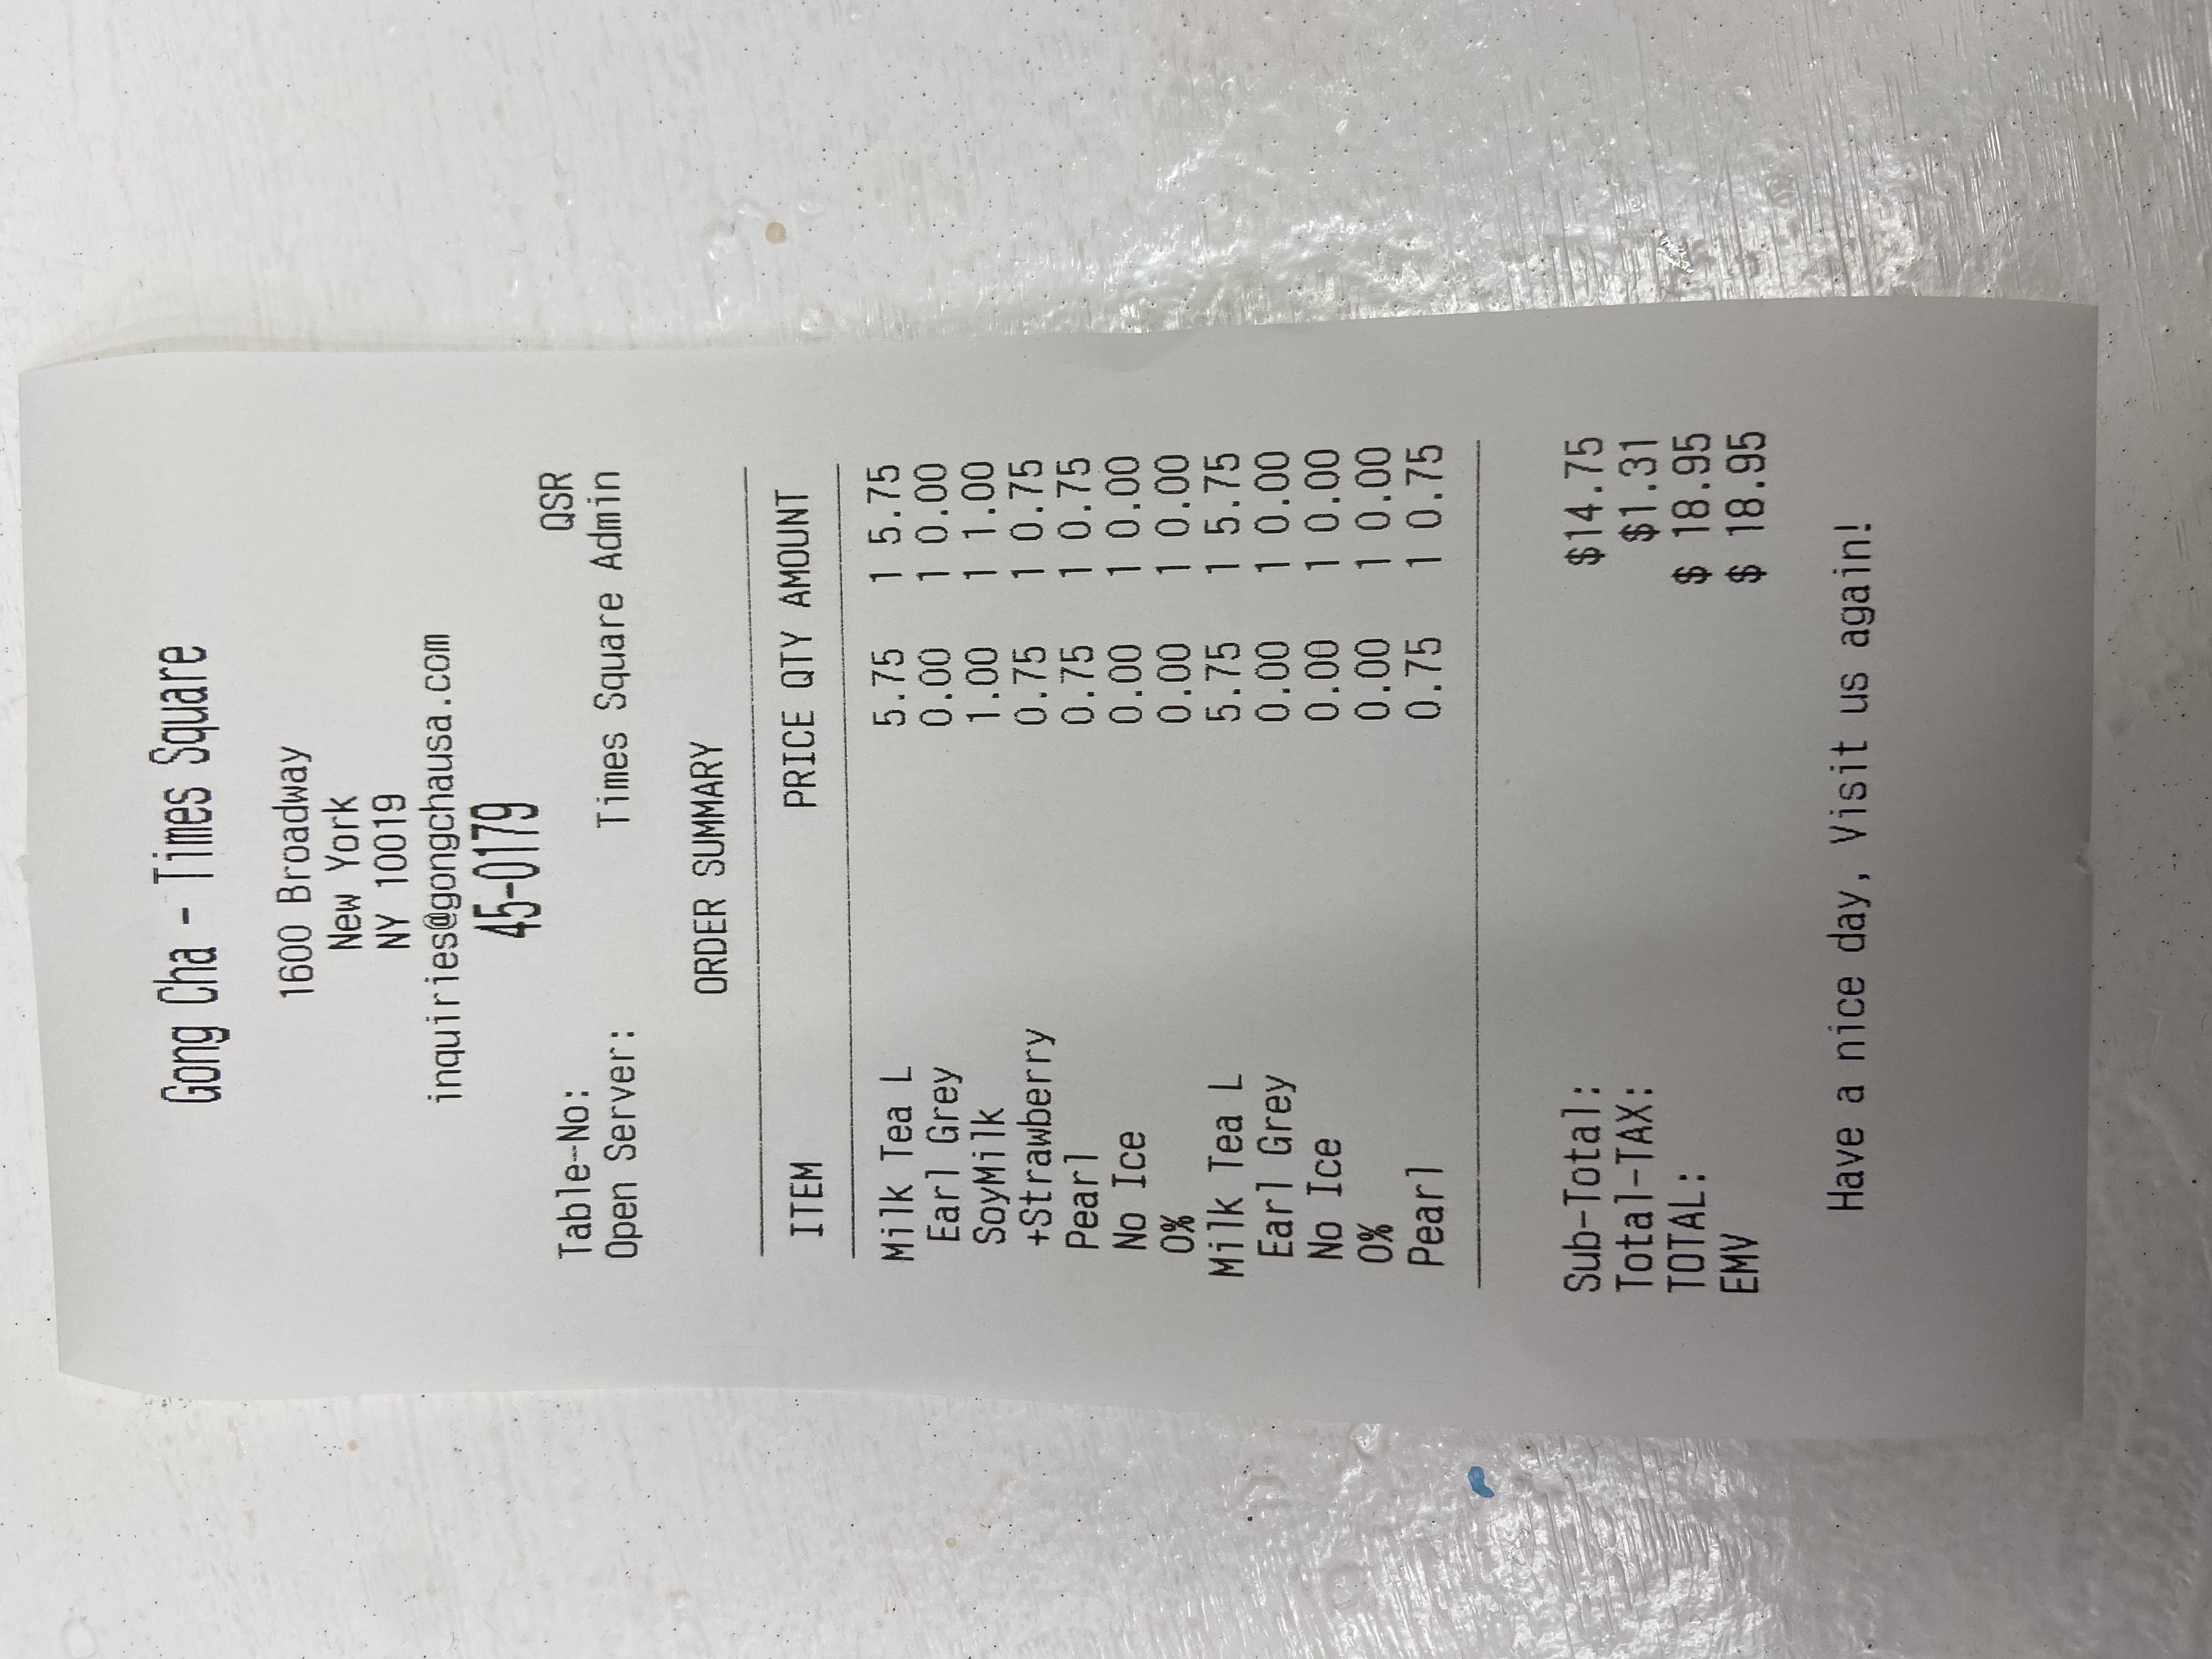 Gong Cha - Times Square
1600 Broadway
New York
NY 10019
inquiries@gongchausa.com
45-0179
Table-No: QSR
Open Server: Times Square Admin
ORDER SUMMARY
ITEM PRICE QTY AMOUNT
Milk Tea L 5.75 1 5.75
Earl Grey 0.00 1 0.00
SoyMilk 1.00 1 1.00
+Strawberry 0.75 1 0.75
Pearl 0.75 1 0.75
No Ice 0.00 1 0.00
0% 0.00 1 0.00
Milk Tea L 5.75 1 5.75
Earl Grey 0.00 1 0.00
No Ice 0.00 1 0.00
0% 0.00 1 0.00
Pearl 0.75 1 0.75
Sub-Total: $14.75
Total-TAX: $1.31
TOTAL: $ 18.95
EMV $ 18.95
Have a nice day, Visit us again!